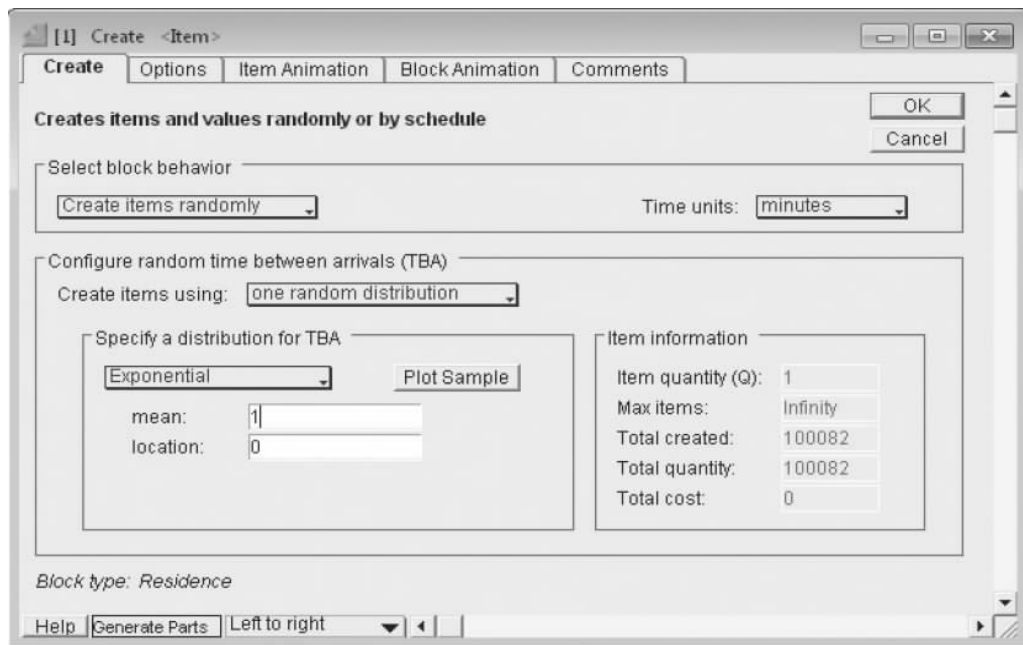 [1] Create <Item>
Create Options Item Animation Block Animation Comments
Creates items and values randomly or by schedule
OK
Cancel
Select block behavior
Create items randomly
Time units: minutes
Configure random time between arrivals (TBA)
Create items using: one random distribution
Specify a distribution for TBA
Exponential
Plot Sample
mean: 1
location: 0
Item information
Item quantity (Q): 1
Max items: Infinity
Total created: 100082
Total quantity: 100082
Total cost: 0
Block type: Residence
Help Generate Parts Left to right